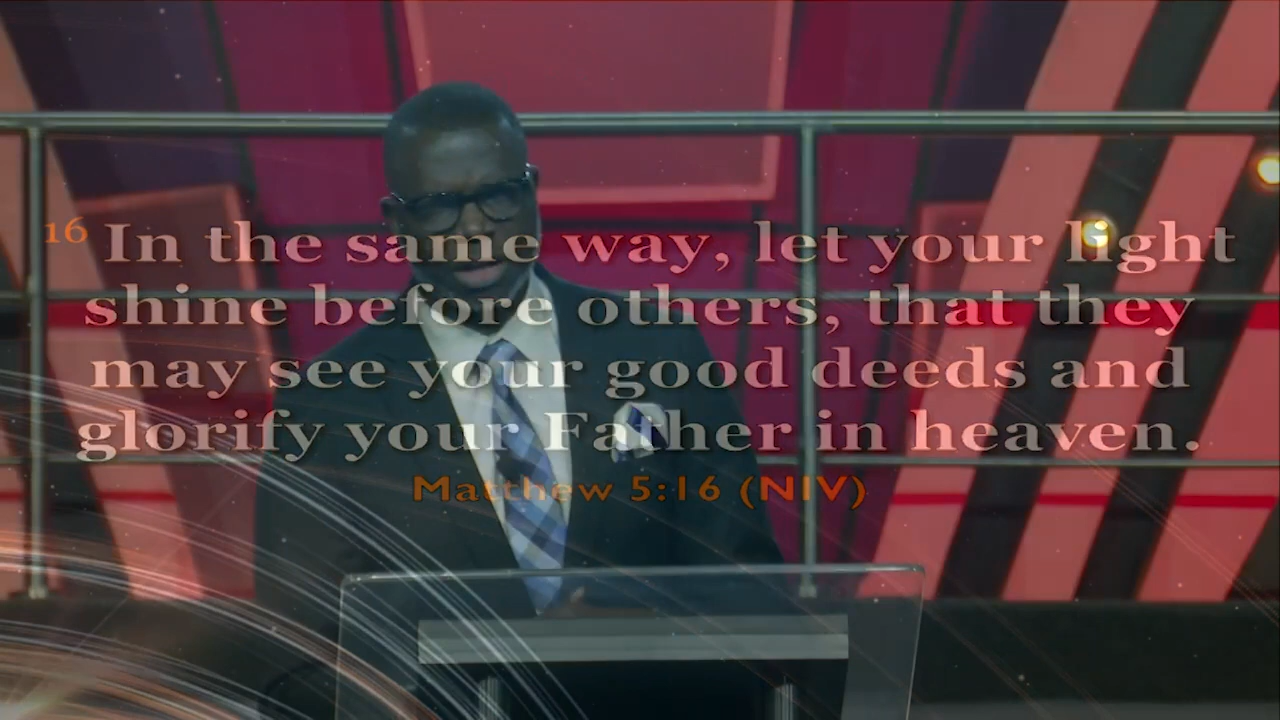 16 In the same way, let your light
shine before others, that they
may see your good deeds and
glorify your Father in heaven.
Matthew 5:16 (NIV)